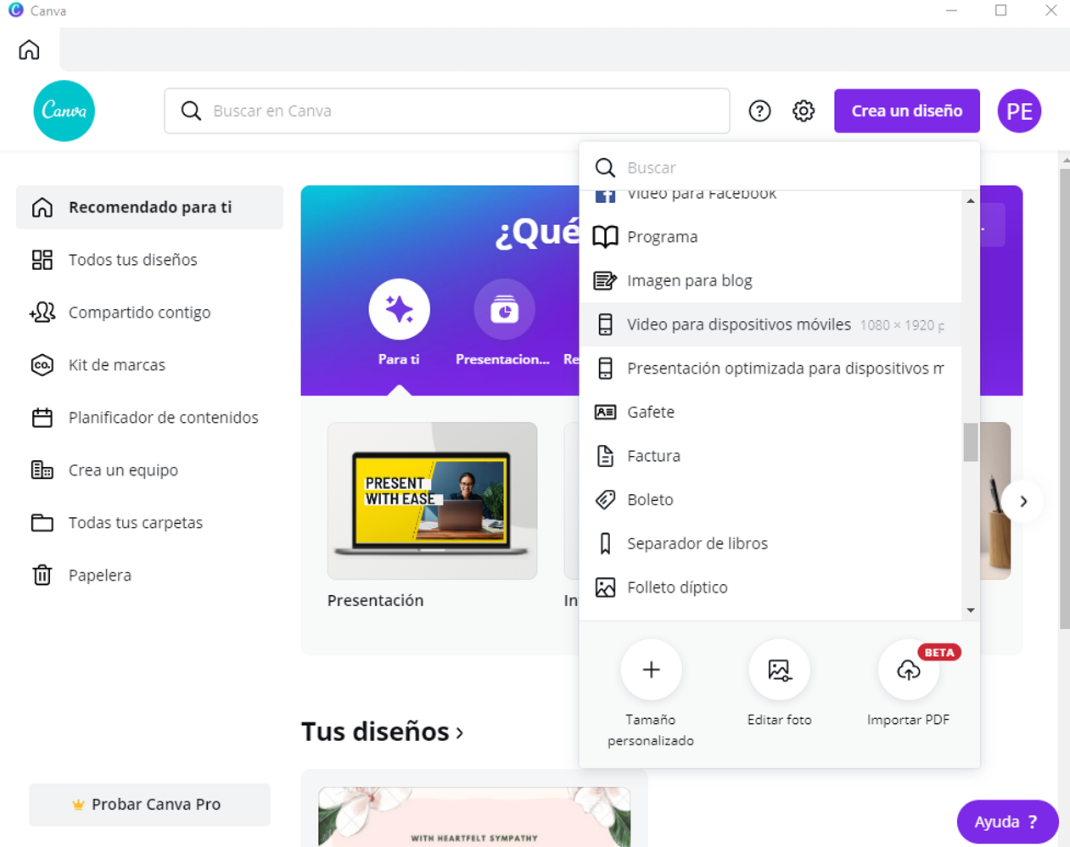 Canva
Canva
Buscar en Canva
Crea un diseño
PE
Buscar
Recomendado para ti
Todos tus diseños
Compartido contigo
Kit de marcas
CO.
Planificador de contenidos
Crea un equipo
Todas tus carpetas
Papelera
Probar Canva Pro
¿Qué
Para ti
Presentacion...
Re
PRESENT
WITH EASE
Presentación
In
Tus diseños ›
WITH HEARTFELT SYMPATHY
Video para Facebook
Programa
Imagen para blog
Video para dispositivos móviles 1080 × 1920 p
Presentación optimizada para dispositivos m
Gafete
Factura
Boleto
Separador de libros
Folleto díptico
BETA
Tamaño
personalizado
Editar foto
Importar PDF
Ayuda ?